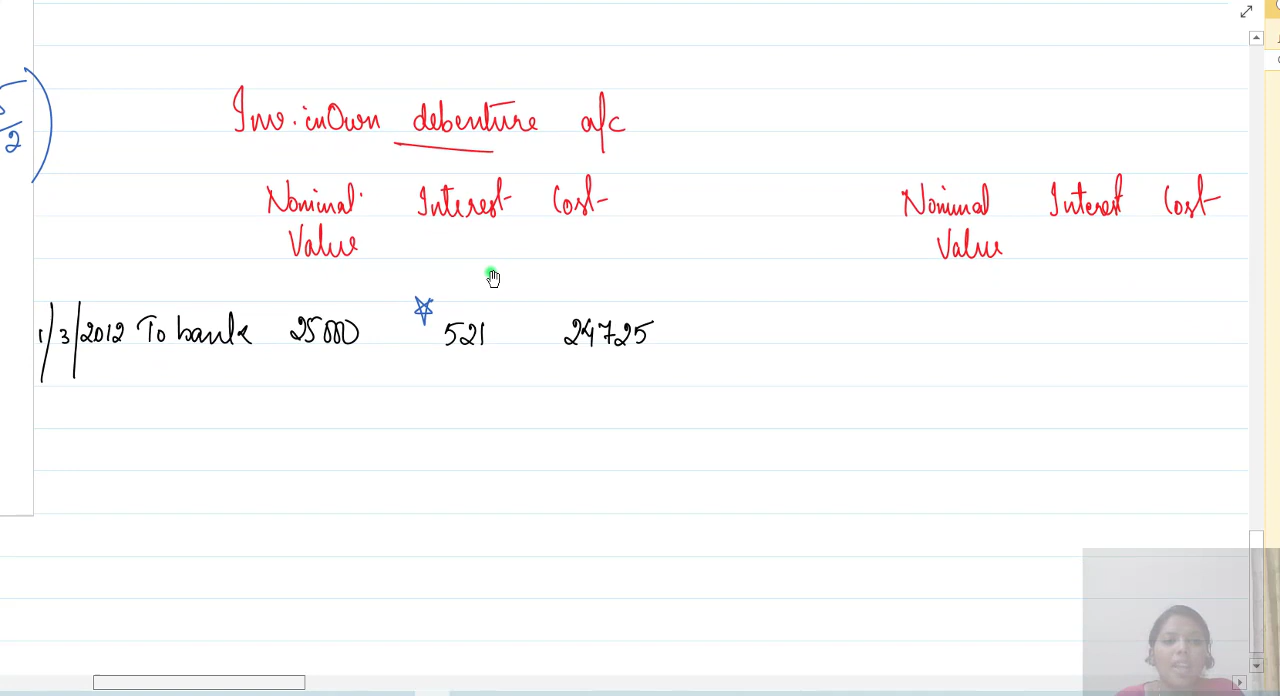 Inv. in Own debenture a/c
Nominal Value Interest Cost Nominal Value Interest Cost
1/3/2012 To bank 25000 521 24725
2